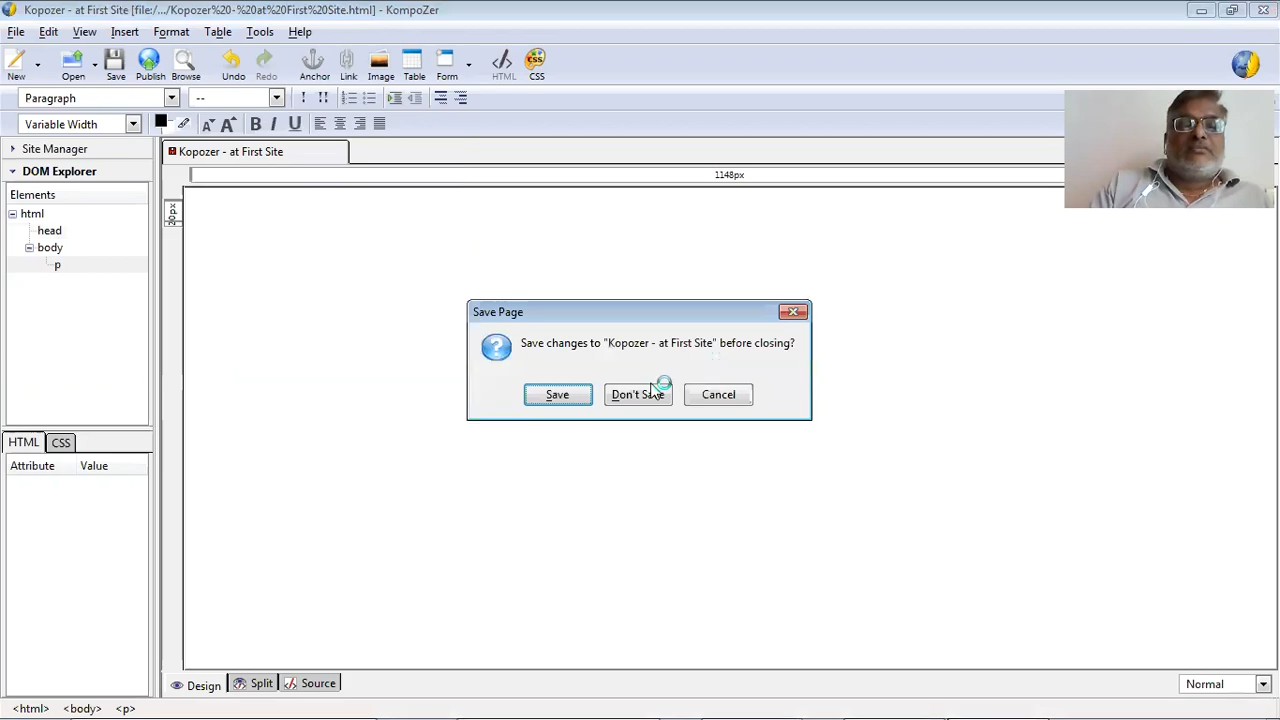 Kopozer - at First Site [file:/.../Kopozer%20-%20at%20First%20Site.html] - KompoZer
File Edit View Insert Format Table Tools Help
New Open Save Publish Browse Undo Redo Anchor Link Image Table Form HTML CSS
Paragraph --
Variable Width B I U
Site Manager
Kopozer - at First Site
DOM Explorer
1148px
Elements
html
20px
head
body
p
Save Page
Save changes to "Kopozer - at First Site" before closing?
Save Don't Save Cancel
HTML CSS
Attribute Value
Design Split Source Normal
<html> <body> <p>